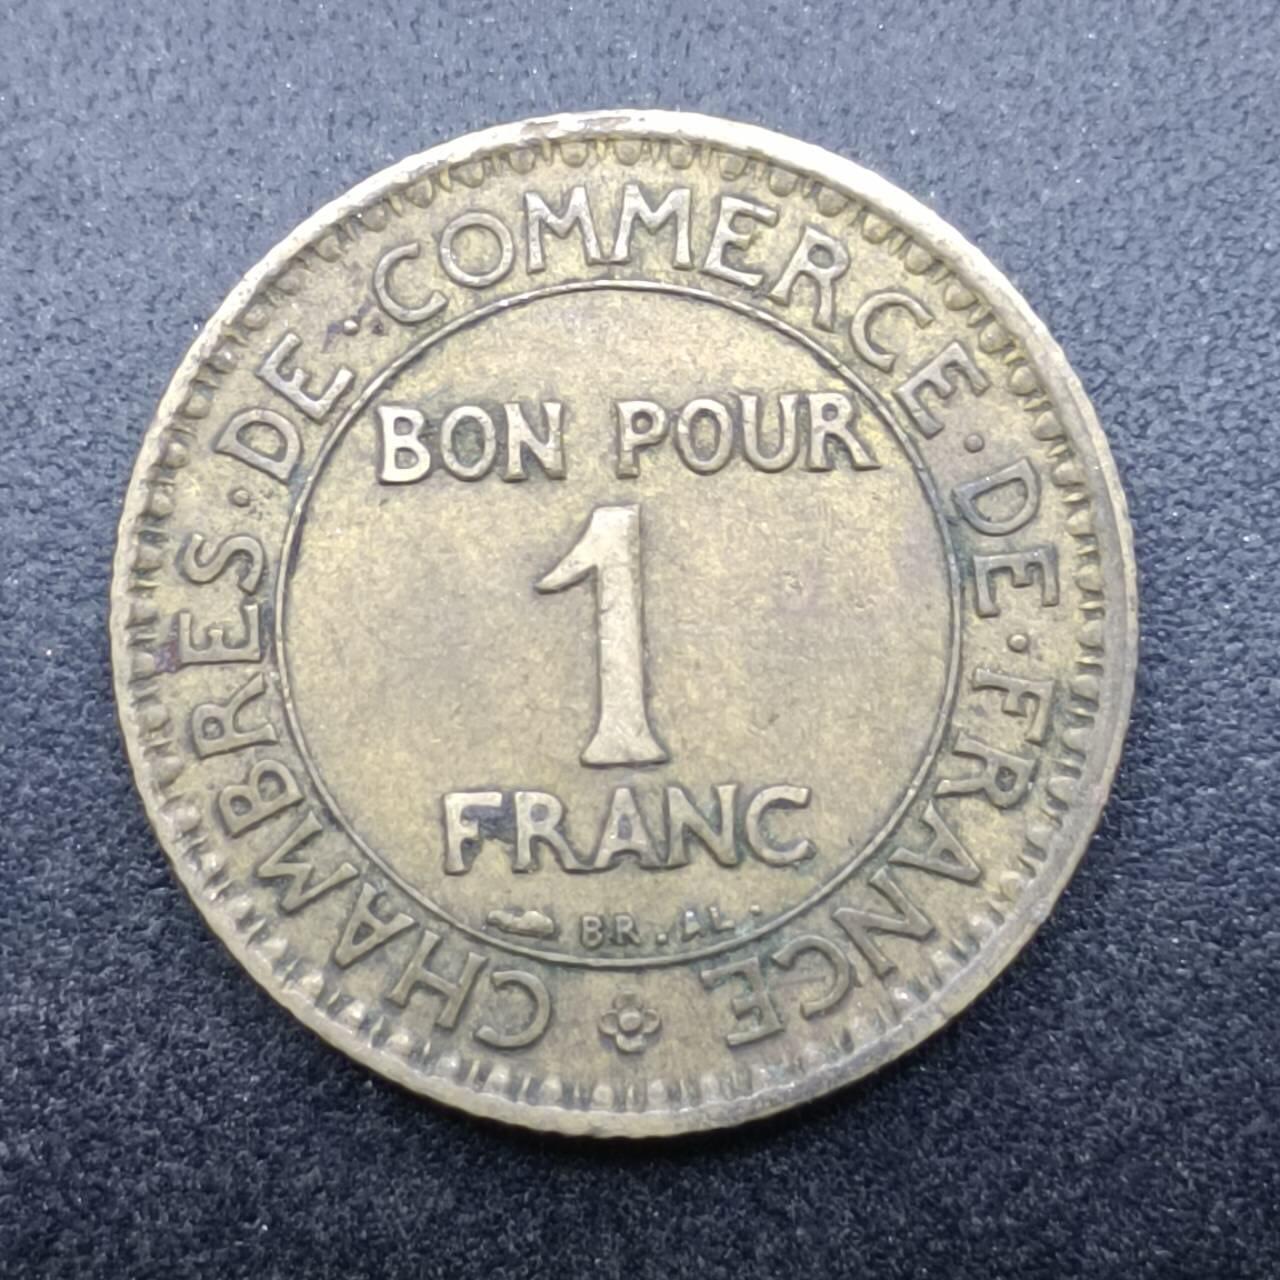 CHAMBRES·DE·COMMERCE·DE·FRANCE
BON POUR
1
FRANC
BR.AL.